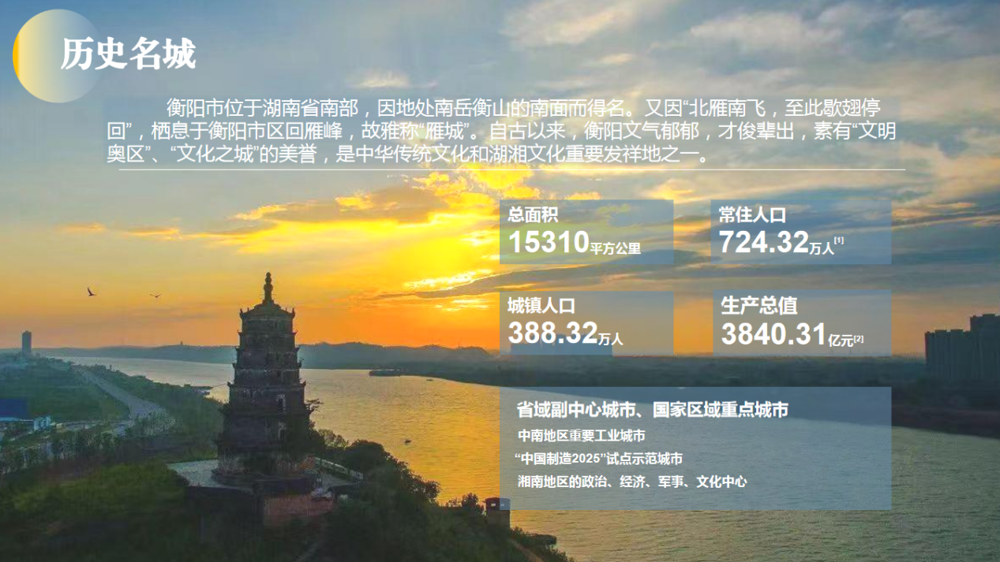 历史名城
衡阳市位于湖南省南部，因地处南岳衡山的南面而得名。又因“北雁南飞，至此歇翅停
回”，栖息于衡阳市区回雁峰，故雅称“雁城”。自古以来，衡阳文气郁郁，才俊辈出，素有“文明
奥区”、“文化之城”的美誉，是中华传统文化和湖湘文化重要发祥地之一。
总面积
15310平方公里
常住人口
724.32万人[1]
城镇人口
388.32万人
生产总值
3840.31亿元[2]
省域副中心城市、国家区域重点城市
中南地区重要工业城市
“中国制造2025”试点示范城市
湘南地区的政治、经济、军事、文化中心